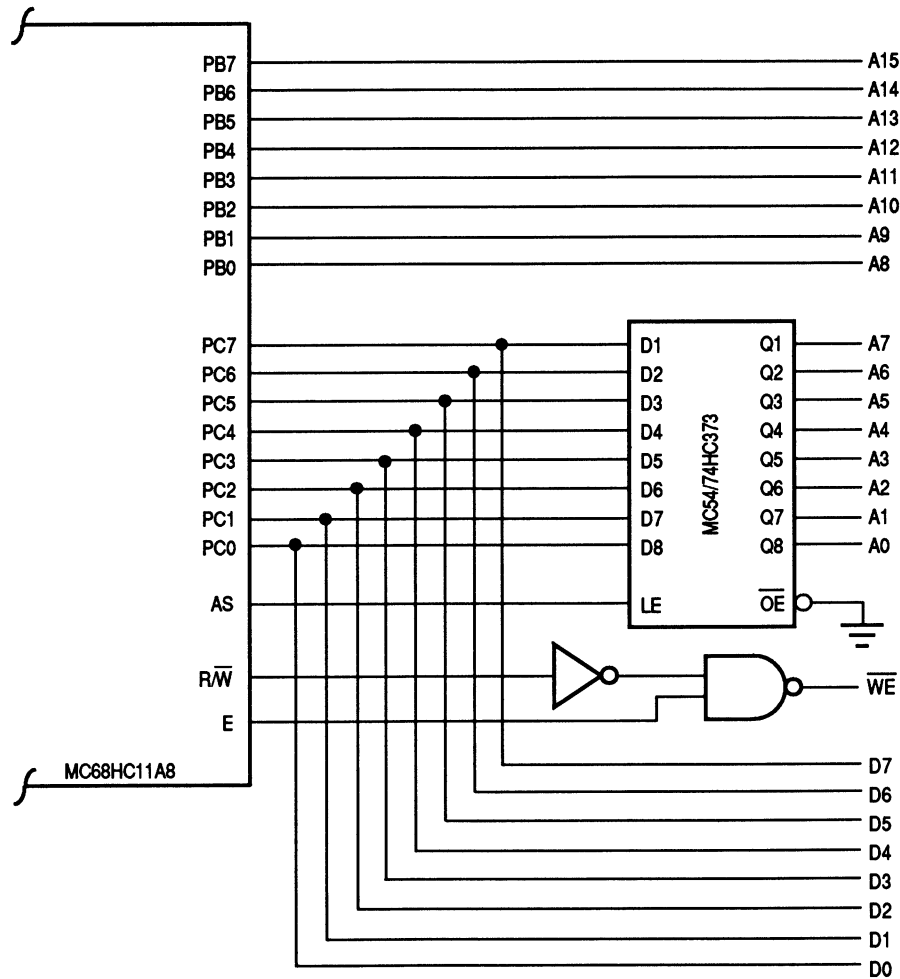 PB7 A15
PB6 A14
PB5 A13
PB4 A12
PB3 A11
PB2 A10
PB1 A9
PB0 A8
PC7 D1 Q1 A7
PC6 D2 Q2 A6
PC5 D3 Q3 A5
PC4 D4 Q4 A4
PC3 D5 Q5 A3
PC2 D6 Q6 A2
PC1 D7 Q7 A1
PC0 D8 Q8 A0
MC54/74HC373
AS LE O̅E̅
R/W̅ W̅E̅
E
MC68HC11A8 D7
D6
D5
D4
D3
D2
D1
D0